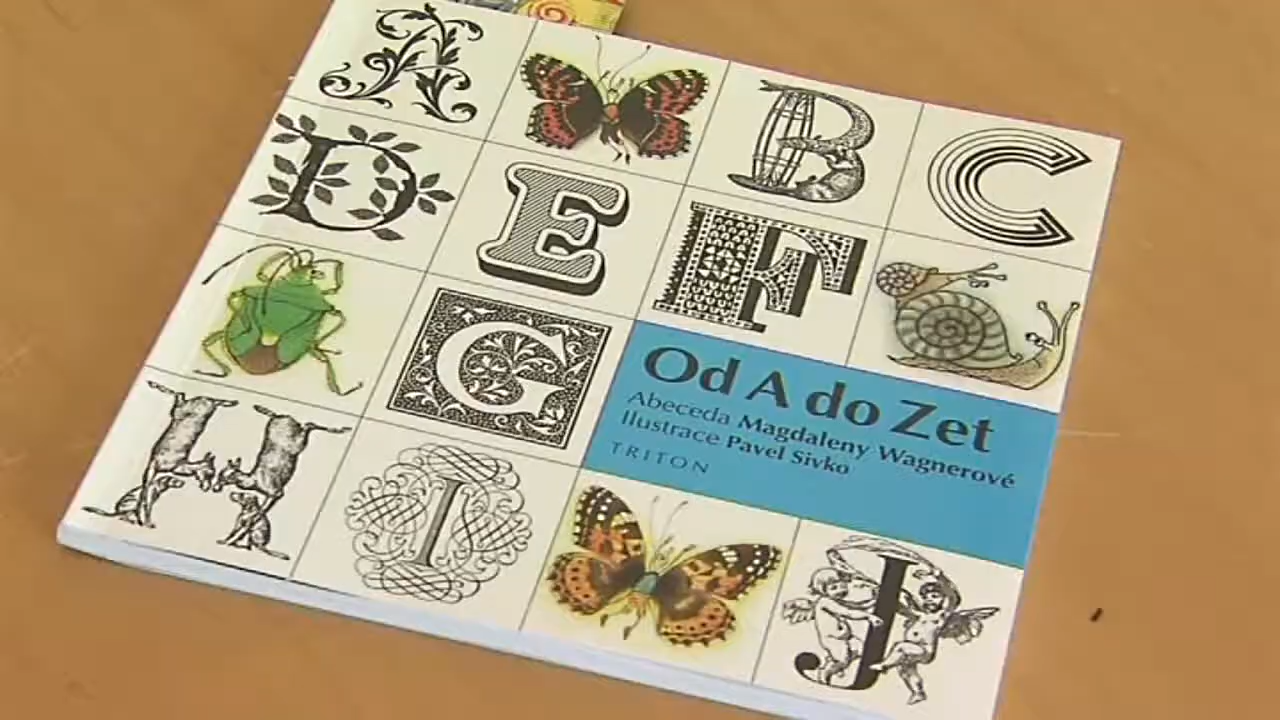 A B C
D E F
G
Od A do Zet
Abeceda Magdaleny Wagnerové
Ilustrace Pavel Sivko
TRITON
H I J